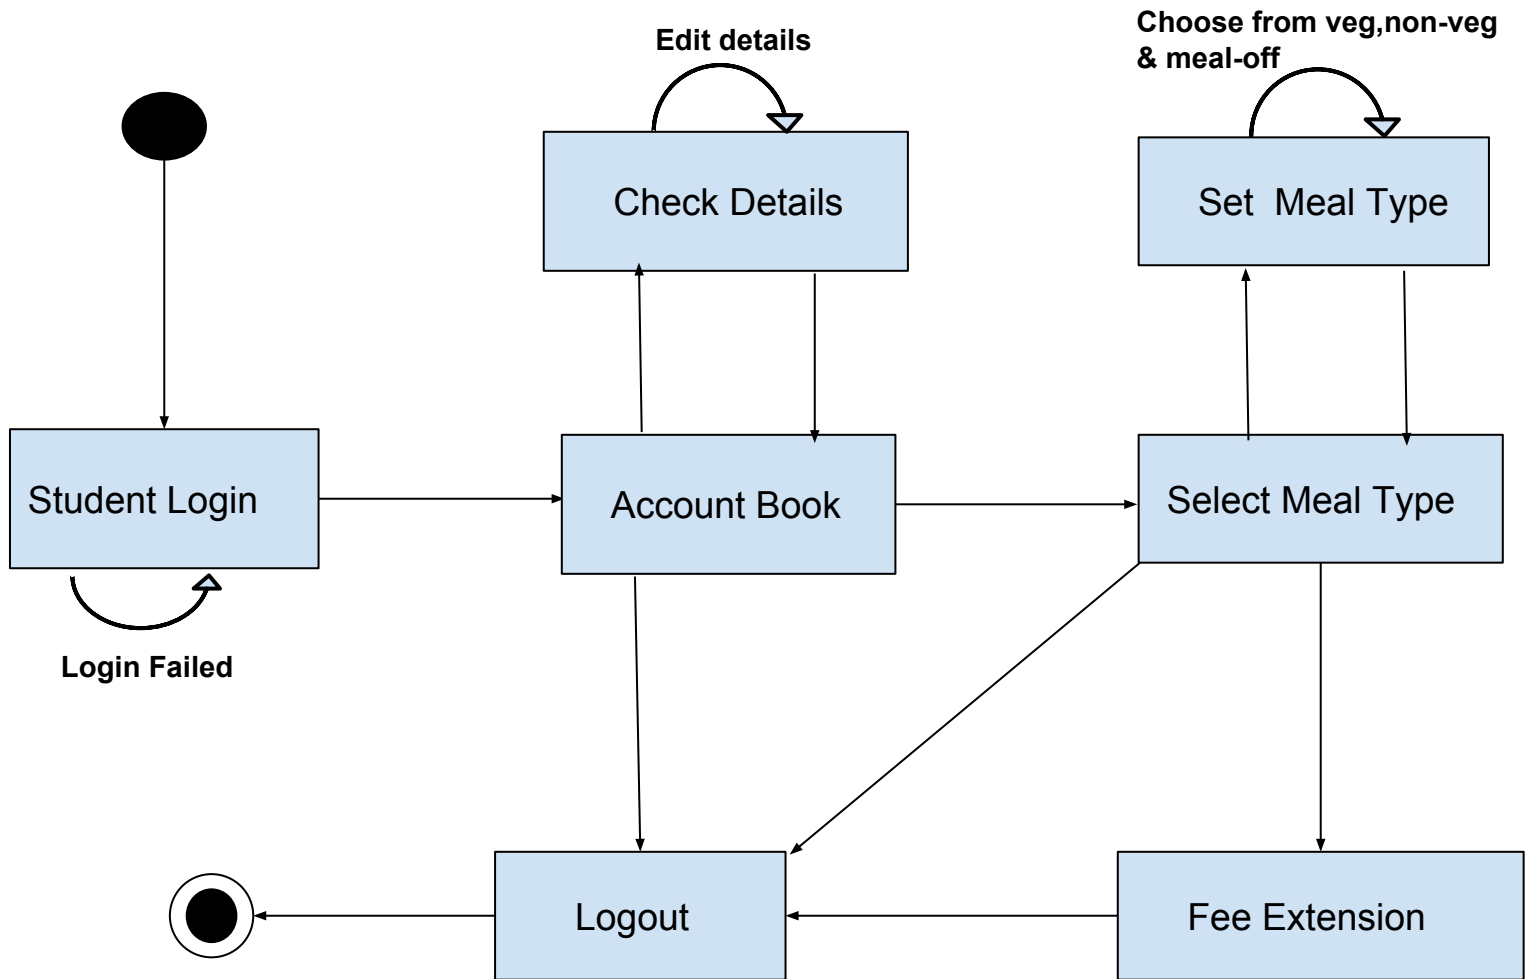 Edit details
Choose from veg,non-veg
& meal-off
Check Details
Set  Meal Type
Student Login
Account Book
Select Meal Type
Login Failed
Logout
Fee Extension